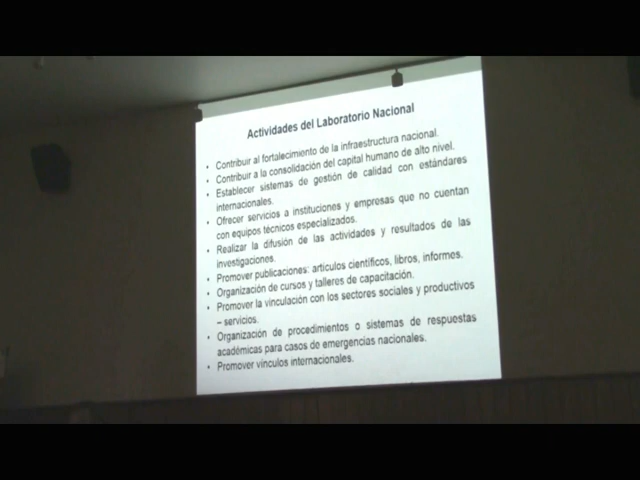 Actividades del Laboratorio Nacional
• Contribuir al fortalecimiento de la infraestructura nacional.
• Contribuir a la consolidación del capital humano de alto nivel.
• Establecer sistemas de gestión de calidad con estándares
internacionales.
• Ofrecer servicios a instituciones y empresas que no cuentan
con equipos técnicos especializados.
• Realizar la difusión de las actividades y resultados de las
investigaciones.
• Promover publicaciones: artículos científicos, libros, informes.
• Organización de cursos y talleres de capacitación.
• Promover la vinculación con los sectores sociales y productivos
– servicios.
• Organización de procedimientos o sistemas de respuestas
académicas para casos de emergencias nacionales.
• Promover vínculos internacionales.